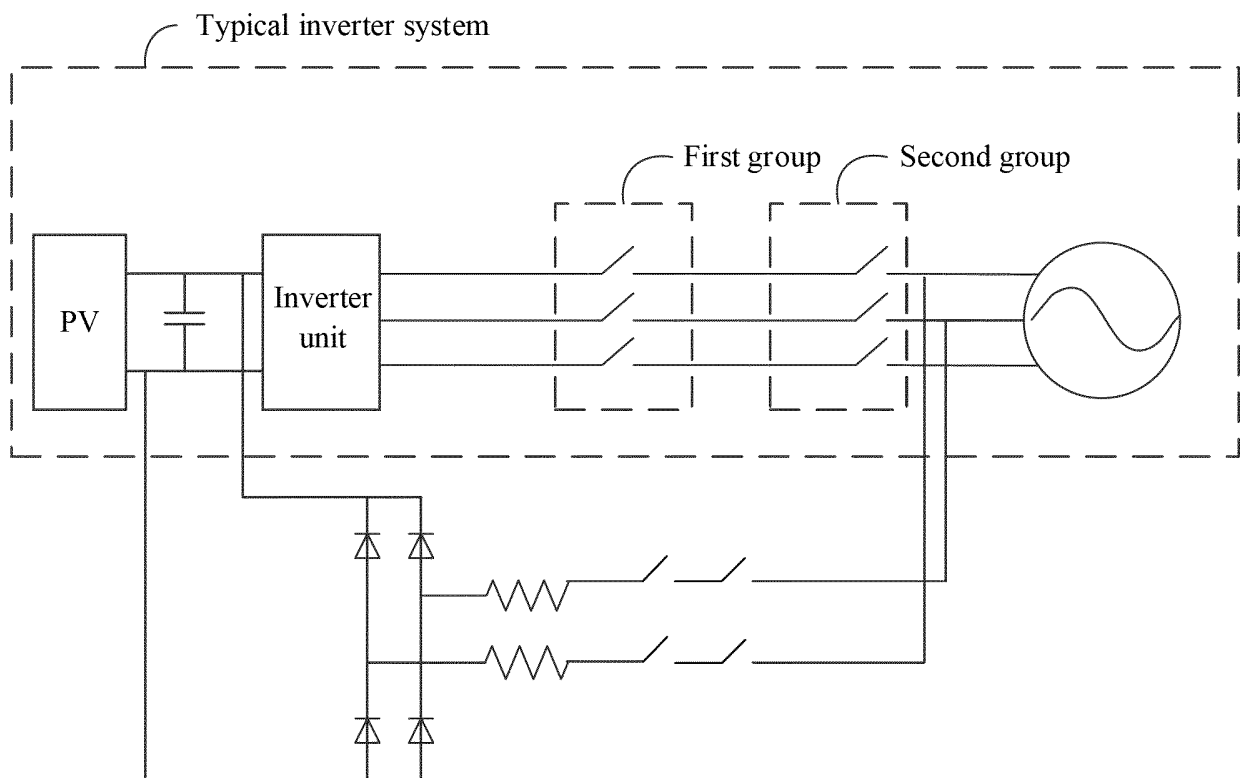 Typical inverter system
First group
Second group
PV
Inverter
unit